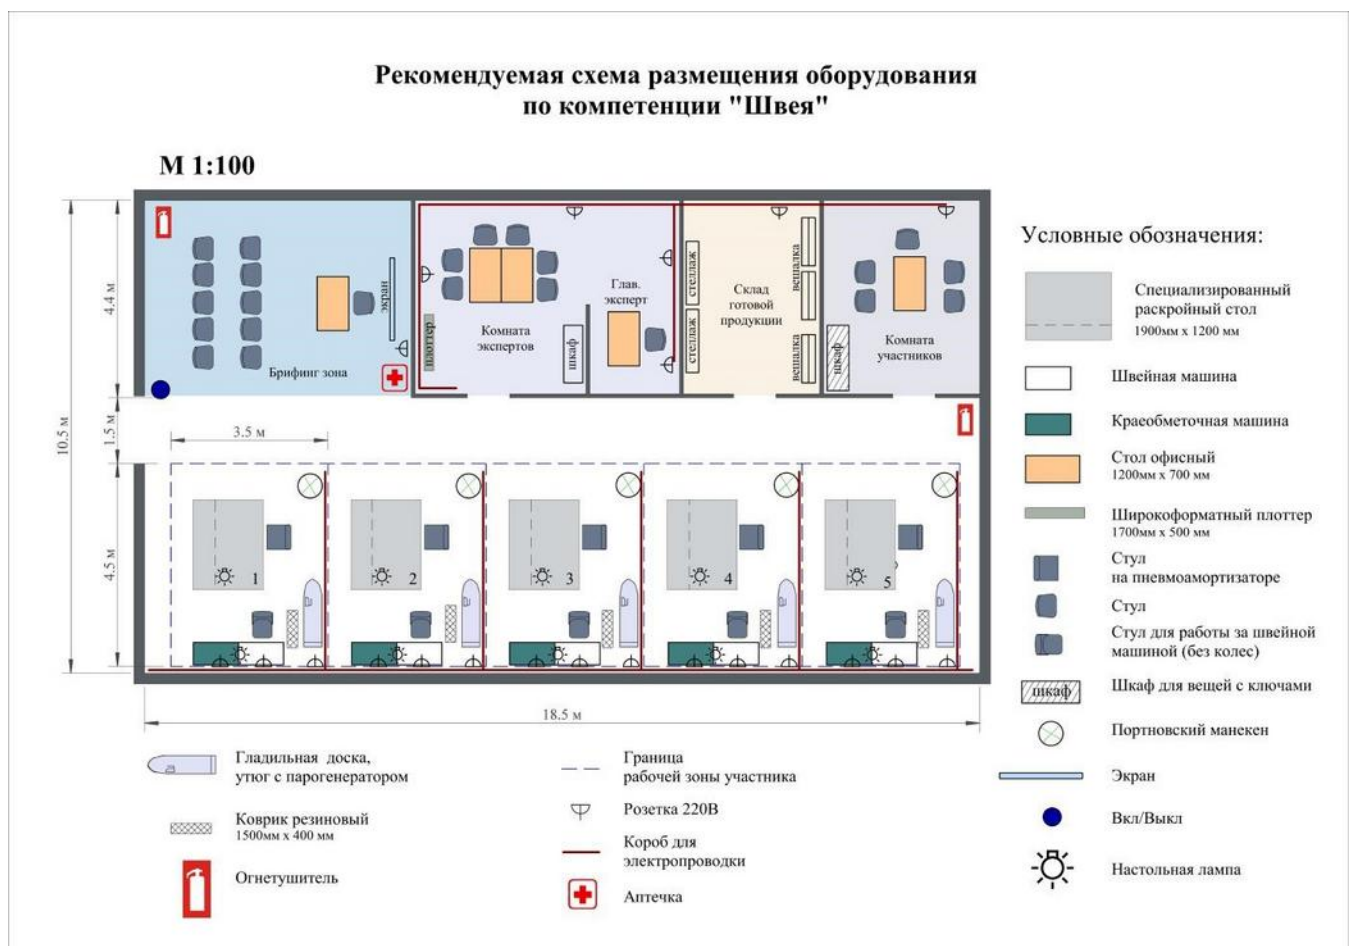 Рекомендуемая схема размещения оборудования
по компетенции "Швея"
М 1:100
10.5 м
4.4 м
1.5 м
4.5 м
3.5 м
18.5 м
экран
Брифинг зона
плоттер
Комната
экспертов
шкаф
Глав.
эксперт
стеллаж
стеллаж
Склад
готовой
продукции
вешалка
вешалка
шкаф
Комната
участников
1
2
3
4
5
Условные обозначения:
Специализированный
раскройный стол
1900мм х 1200 мм
Швейная машина
Краеобметочная машина
Стол офисный
1200мм х 700 мм
Широкоформатный плоттер
1700мм х 500 мм
Стул
на пневмоамортизаторе
Стул
Стул для работы за швейной
машиной (без колес)
шкаф
Шкаф для вещей с ключами
Портновский манекен
Экран
Вкл/Выкл
Настольная лампа
Гладильная доска,
утюг с парогенератором
Коврик резиновый
1500мм х 400 мм
Огнетушитель
Граница
рабочей зоны участника
Розетка 220В
Короб для
электропроводки
Аптечка